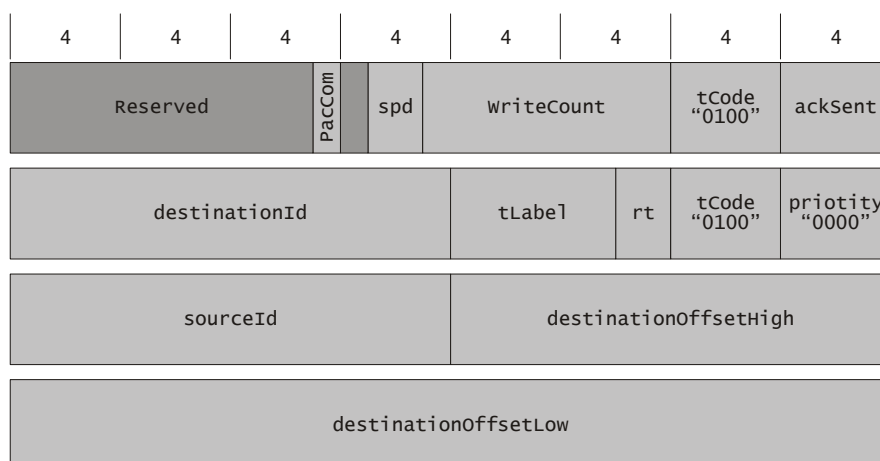 4 4 4 4 4 4 4 4
Reserved PacCom spd WriteCount tCode "0100" ackSent
destinationId tLabel rt tCode "0100" priotity "0000"
sourceId destinationOffsetHigh
destinationOffsetLow